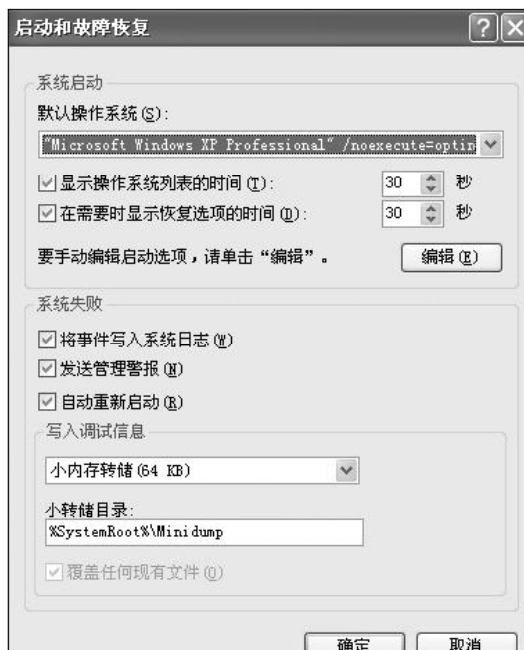 启动和故障恢复
系统启动
默认操作系统(S):
"Microsoft Windows XP Professional" /noexecute=optin
显示操作系统列表的时间(T): 30 秒
在需要时显示恢复选项的时间(D): 30 秒
要手动编辑启动选项，请单击“编辑”。 编辑(E)
系统失败
将事件写入系统日志(W)
发送管理警报(N)
自动重新启动(R)
写入调试信息
小内存转储(64 KB)
小转储目录:
%SystemRoot%\Minidump
覆盖任何现有文件(O)
确定 取消